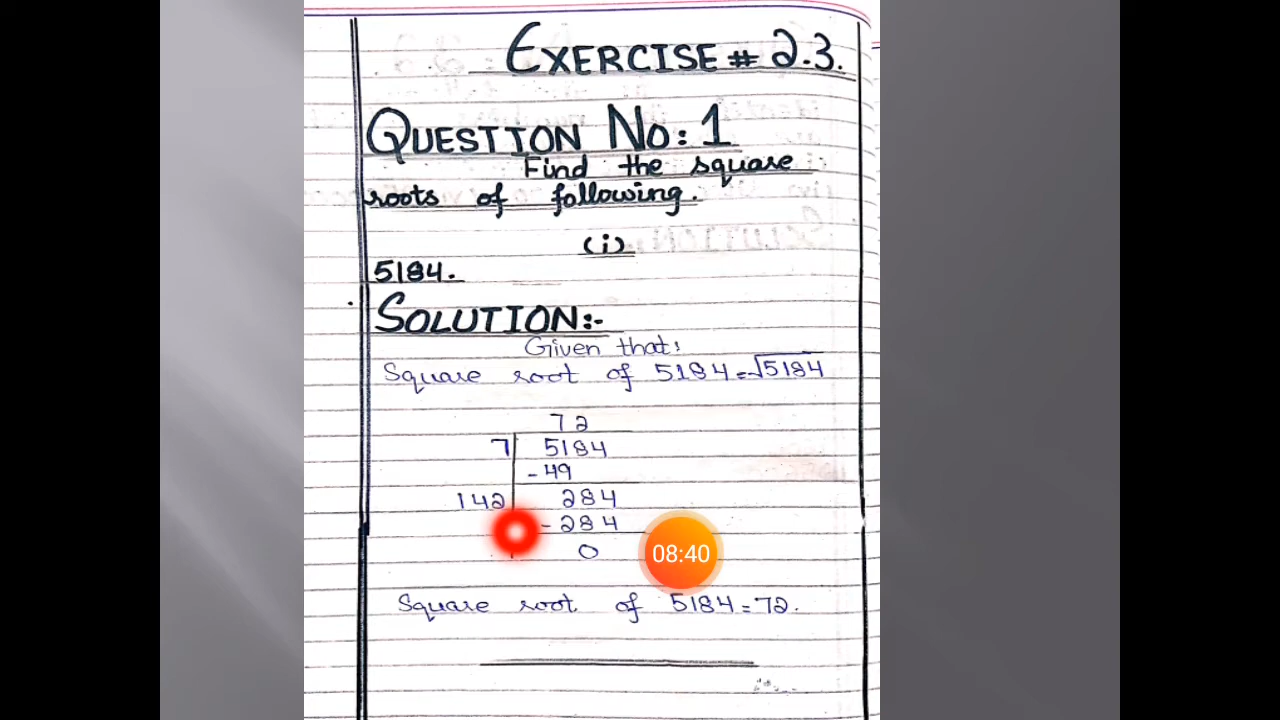 EXERCISE # 2.3.
QUESTION NO: 1
Find the square
roots of following.
(i)
5184.
SOLUTION:-
Given that:
Square root of 5184=√5184
72
7 5184
-49
142 284
-284
08:40
0
Square root of 5184=72.